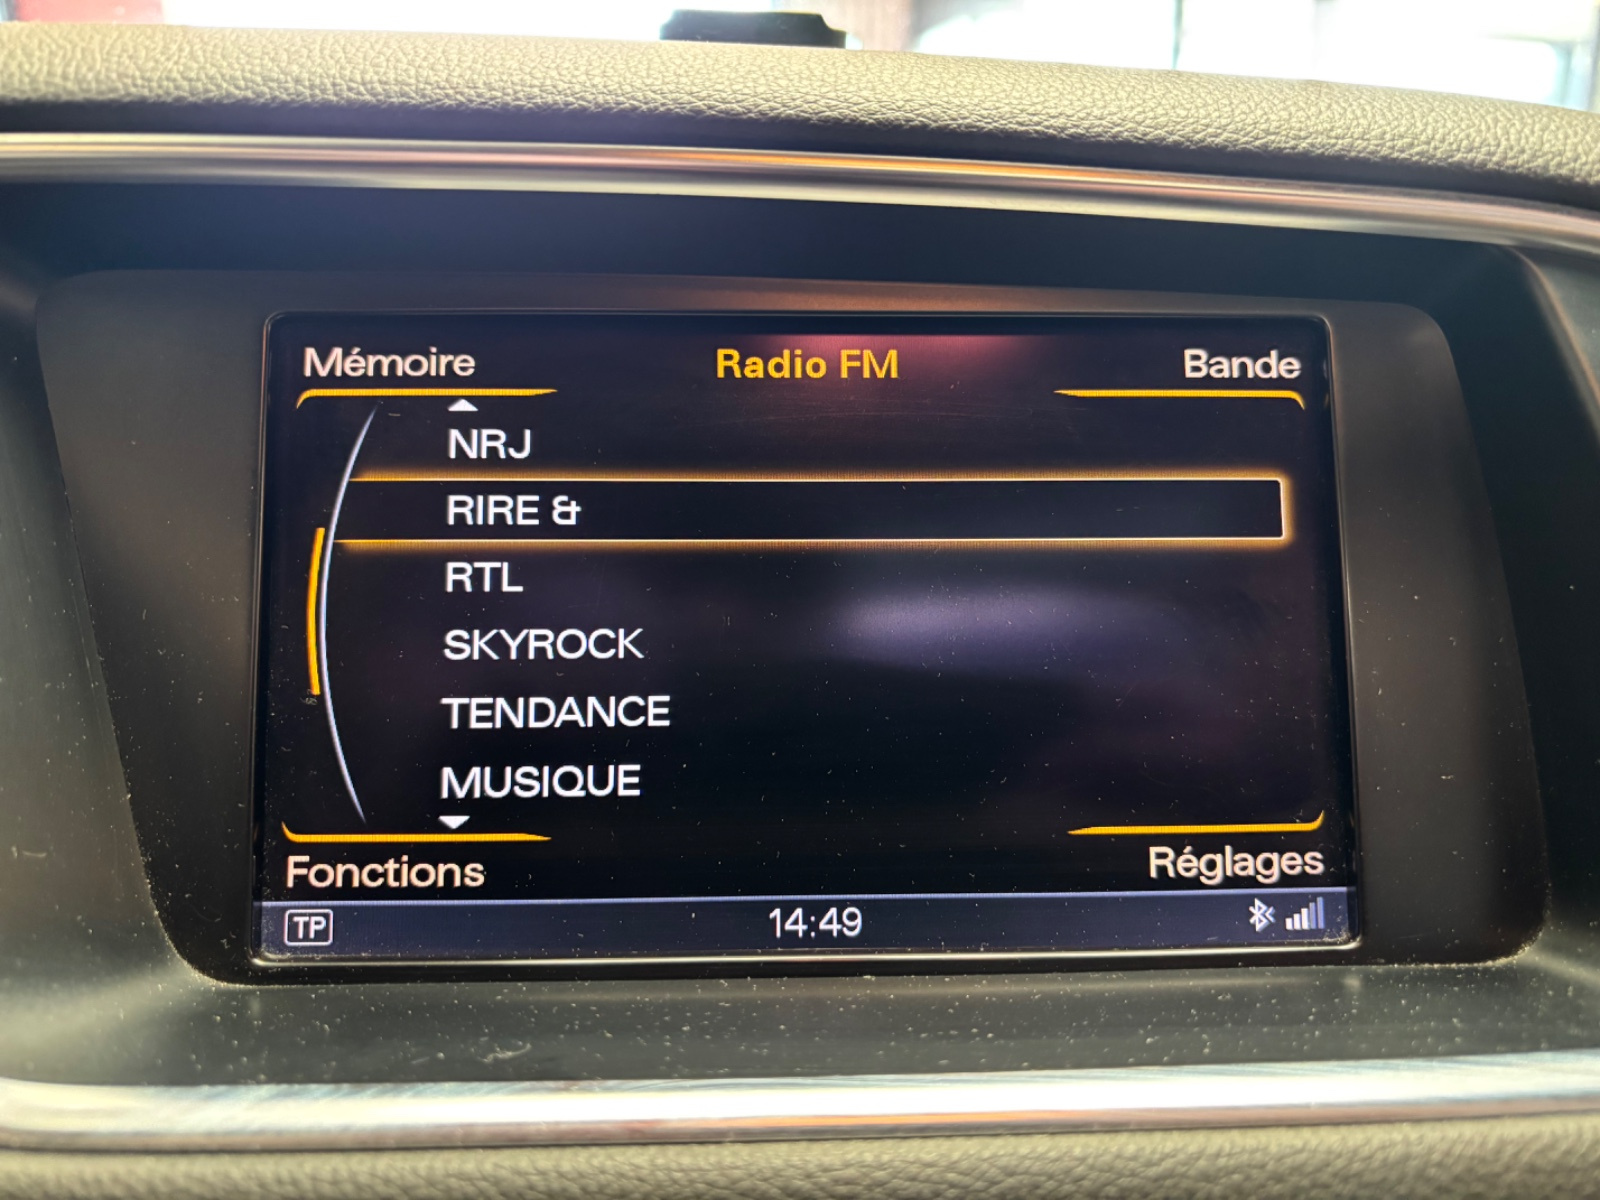 Mémoire Radio FM Bande
NRJ
RIRE &
RTL
SKYROCK
TENDANCE
MUSIQUE
Fonctions Réglages
TP 14:49